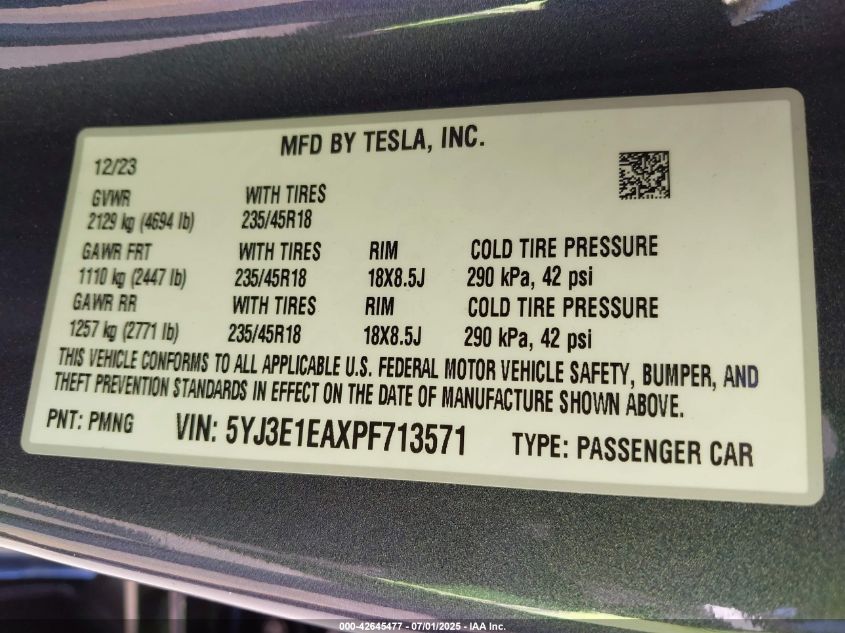 MFD BY TESLA, INC.
12/23
GVWR WITH TIRES
2129 kg (4694 lb) 235/45R18
GAWR FRT WITH TIRES RIM COLD TIRE PRESSURE
1110 kg (2447 lb) 235/45R18 18X8.5J 290 kPa, 42 psi
GAWR RR WITH TIRES RIM COLD TIRE PRESSURE
1257 kg (2771 lb) 235/45R18 18X8.5J 290 kPa, 42 psi
THIS VEHICLE CONFORMS TO ALL APPLICABLE U.S. FEDERAL MOTOR VEHICLE SAFETY, BUMPER, AND
THEFT PREVENTION STANDARDS IN EFFECT ON THE DATE OF MANUFACTURE SHOWN ABOVE.
PNT: PMNG VIN: 5YJ3E1EAXPF713571 TYPE: PASSENGER CAR
000-42645477 - 07/01/2025 - IAA Inc.